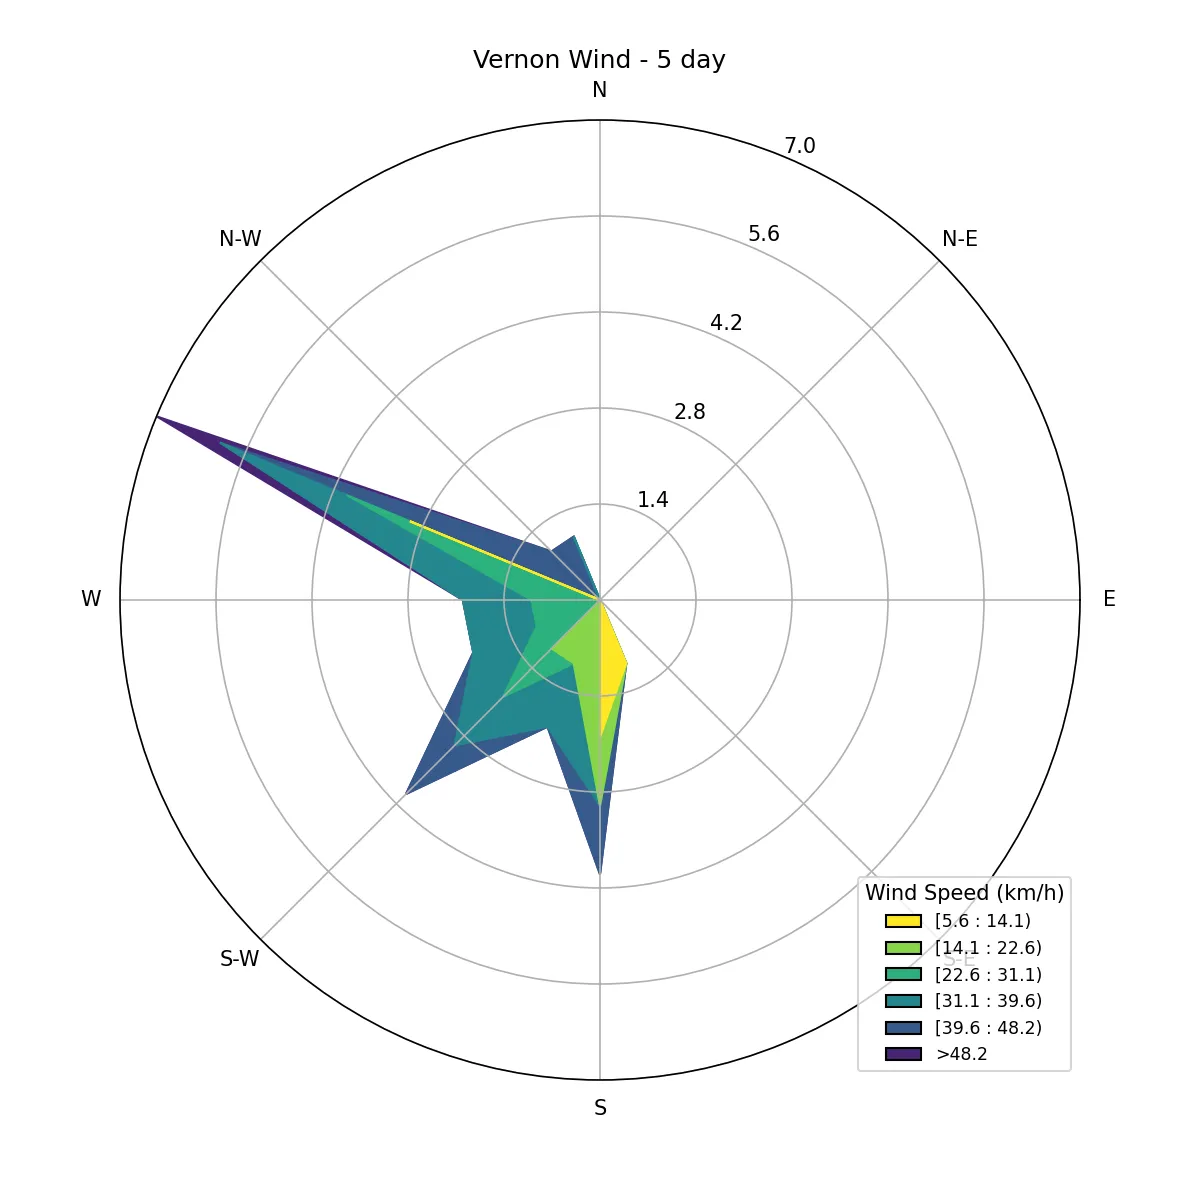 Vernon Wind - 5 day
N
7.0
N-W
5.6
N-E
4.2
2.8
1.4
W
E
S-W
S-E
S
Wind Speed (km/h)
[5.6 : 14.1)
[14.1 : 22.6)
[22.6 : 31.1)
[31.1 : 39.6)
[39.6 : 48.2)
>48.2